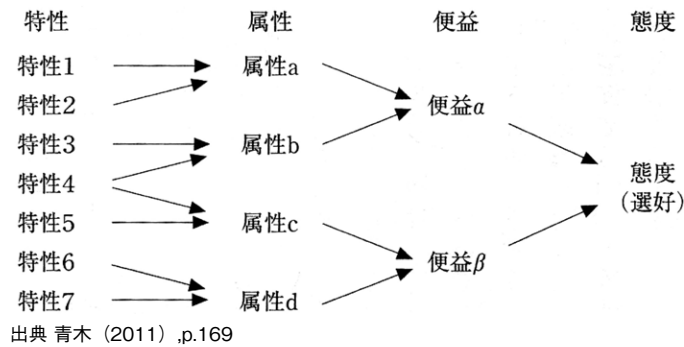 特性 属性 便益 態度
特性1 属性a
特性2 便益α
特性3 属性b
特性4 態度
特性5 属性c (選好)
特性6 便益β
特性7 属性d
出典 青木（2011）,p.169